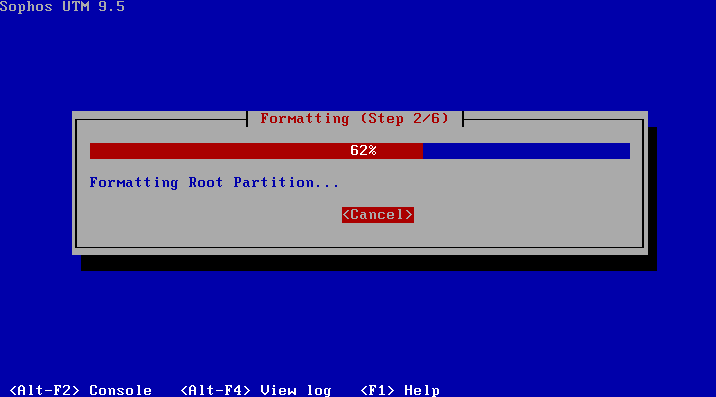 Sophos UTM 9.5
Formatting (Step 2/6)
62%
Formatting Root Partition...
<Cancel>
<Alt-F2> Console <Alt-F4> View log <F1> Help